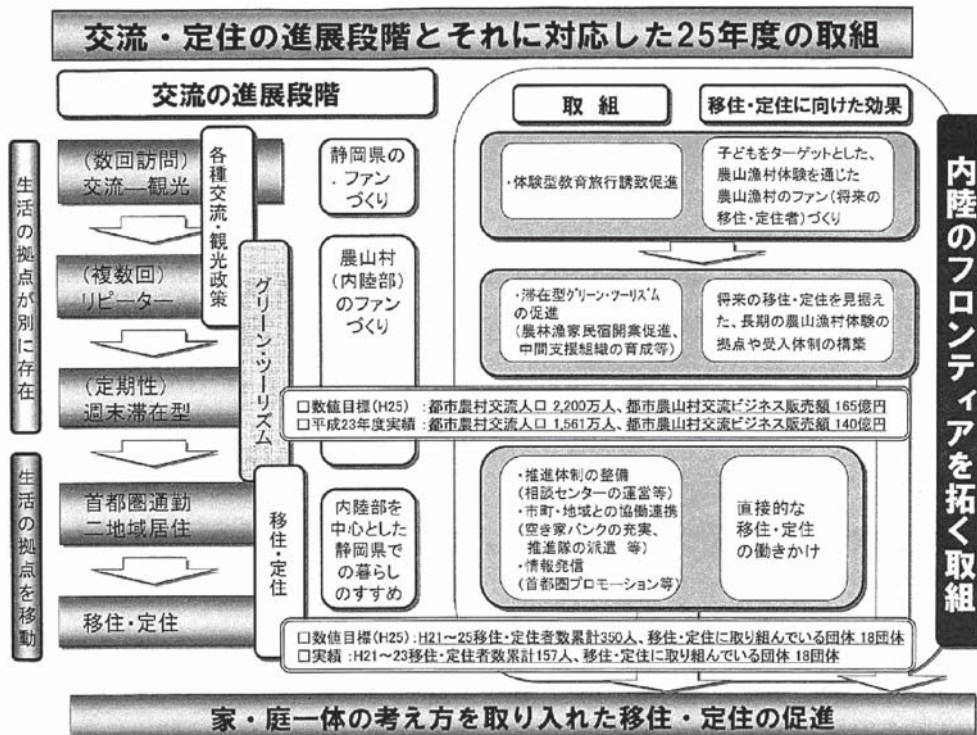 交流・定住の進展段階とそれに対応した25年度の取組
交流の進展段階
取 組
移住・定住に向けた効果
生活の拠点が別に存在
生活の拠点を移動
(数回訪問)
交流―観光
(複数回)
リピーター
(定期性)
週末滞在型
首都圏通勤
二地域居住
移住・定住
各種交流・観光政策
グリーン・ツーリズム
移住・定住
静岡県の
ファン
づくり
農山村
(内陸部)
のファン
づくり
内陸部を
中心とした
静岡県で
の暮らし
のすすめ
・体験型教育旅行誘致促進
子どもをターゲットとした、
農山漁村体験を通じた
農山漁村のファン(将来の
移住・定住者)づくり
・滞在型グリーン・ツーリズム
の促進
(農林漁家民宿開業促進、
中間支援組織の育成等)
将来の移住・定住を見据え
た、長期の農山漁村体験の
拠点や受入体制の構築
□数値目標(H25) : 都市農村交流人口 2,200万人、都市農山村交流ビジネス販売額 165億円
□平成23年度実績 : 都市農村交流人口 1,561万人、都市農山村交流ビジネス販売額 140億円
・推進体制の整備
(相談センターの運営等)
・市町・地域との協働連携
(空き家バンクの充実、
推進隊の派遣 等)
・情報発信
(首都圏プロモーション等)
直接的な
移住・定住
の働きかけ
□数値目標(H25) : H21~25移住・定住者数累計350人、移住・定住に取り組んでいる団体 18団体
□実績 : H21~23移住・定住者数累計157人、移住・定住に取り組んでいる団体 18団体
内陸のフロンティアを拓く取組
家・庭一体の考え方を取り入れた移住・定住の促進